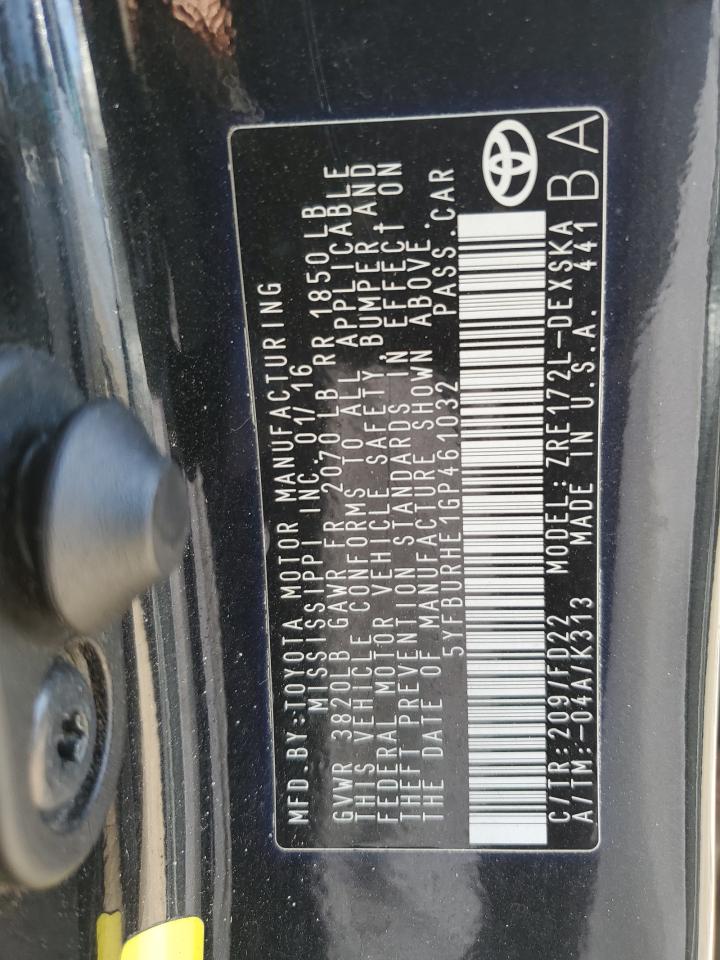 MFD.BY:TOYOTA MOTOR MANUFACTURING
MISSISSIPPI INC. 01/16
GVWR 3820LB GAWR FR 2070LB RR 1850LB
THIS VEHICLE CONFORMS TO ALL APPLICABLE
FEDERAL MOTOR VEHICLE SAFETY, BUMPER, AND
THEFT PREVENTION STANDARDS IN EFFECT ON
THE DATE OF MANUFACTURE SHOWN ABOVE.
5YFBURHE1GP461032 PASS.CAR
C/TR:209/FD22 MODEL:ZRE172L-DEXSKA
A/TM:-04A/K313 MADE IN U.S.A. 441
BA